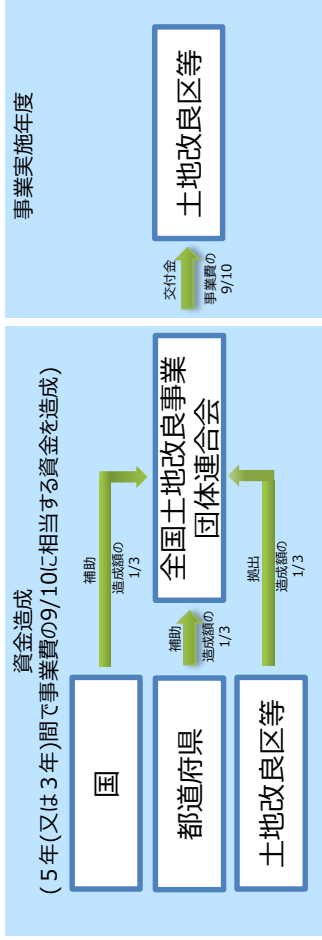 資金造成
(５年(又は３年)間で事業費の9/10に相当する資金を造成)
国
補助
造成額の
1/3
都道府県
補助
造成額の
1/3
土地改良区等
拠出
造成額の
1/3
全国土地改良事業
団体連合会
事業実施年度
交付金
事業費の
9/10
土地改良区等